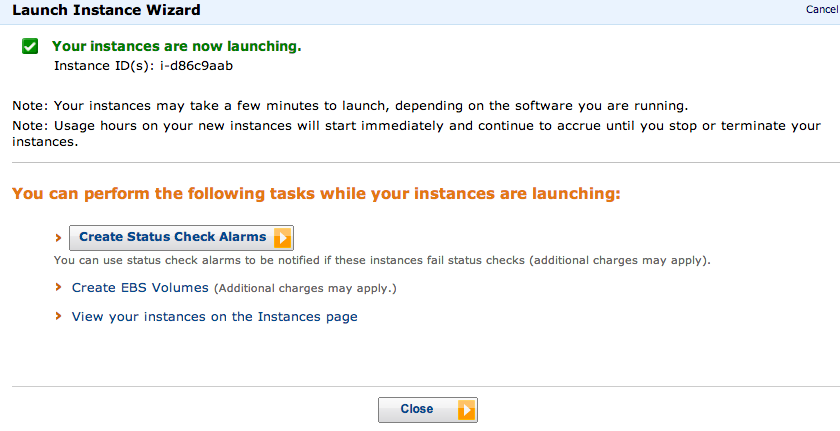 Launch Instance Wizard
Cancel
Your instances are now launching.
Instance ID(s): i-d86c9aab
Note: Your instances may take a few minutes to launch, depending on the software you are running.
Note: Usage hours on your new instances will start immediately and continue to accrue until you stop or terminate your
instances.
You can perform the following tasks while your instances are launching:
Create Status Check Alarms
You can use status check alarms to be notified if these instances fail status checks (additional charges may apply).
Create EBS Volumes (Additional charges may apply.)
View your instances on the Instances page
Close